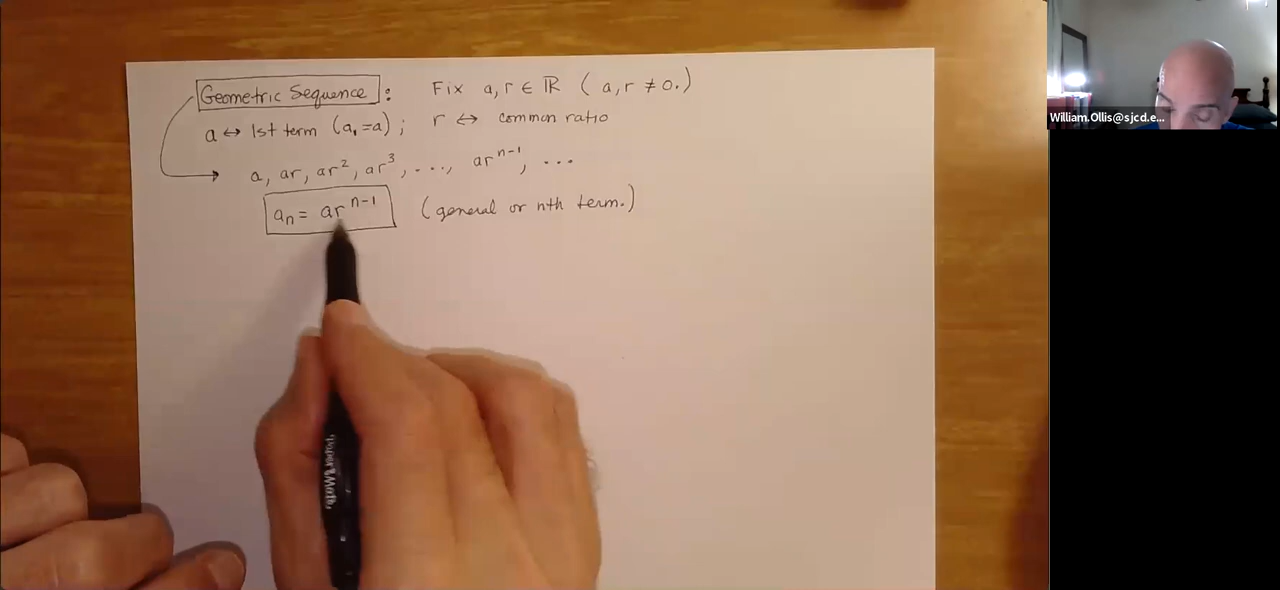 Geometric Sequence : Fix a, r ∈ ℝ ( a, r ≠ 0. )
a ↔ 1st term (a₁ = a) ; r ↔ common ratio
a, ar, ar², ar³, . . . , arⁿ⁻¹, . . .
aₙ = arⁿ⁻¹ (general or nth term.)
PaperMate
William.Ollis@sjcd.e...